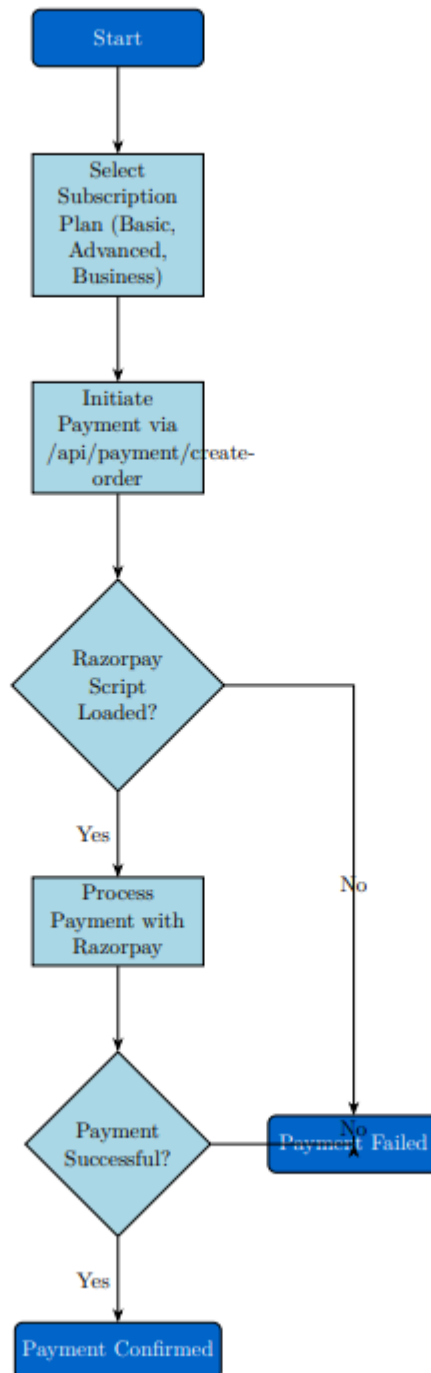 Start
Select
Subscription
Plan (Basic,
Advanced,
Business)
Initiate
Payment via
/api/payment/create-
order
Razorpay
Script
Loaded?
Yes
No
Process
Payment with
Razorpay
Payment
Successful?
No
Payment Failed
Yes
Payment Confirmed